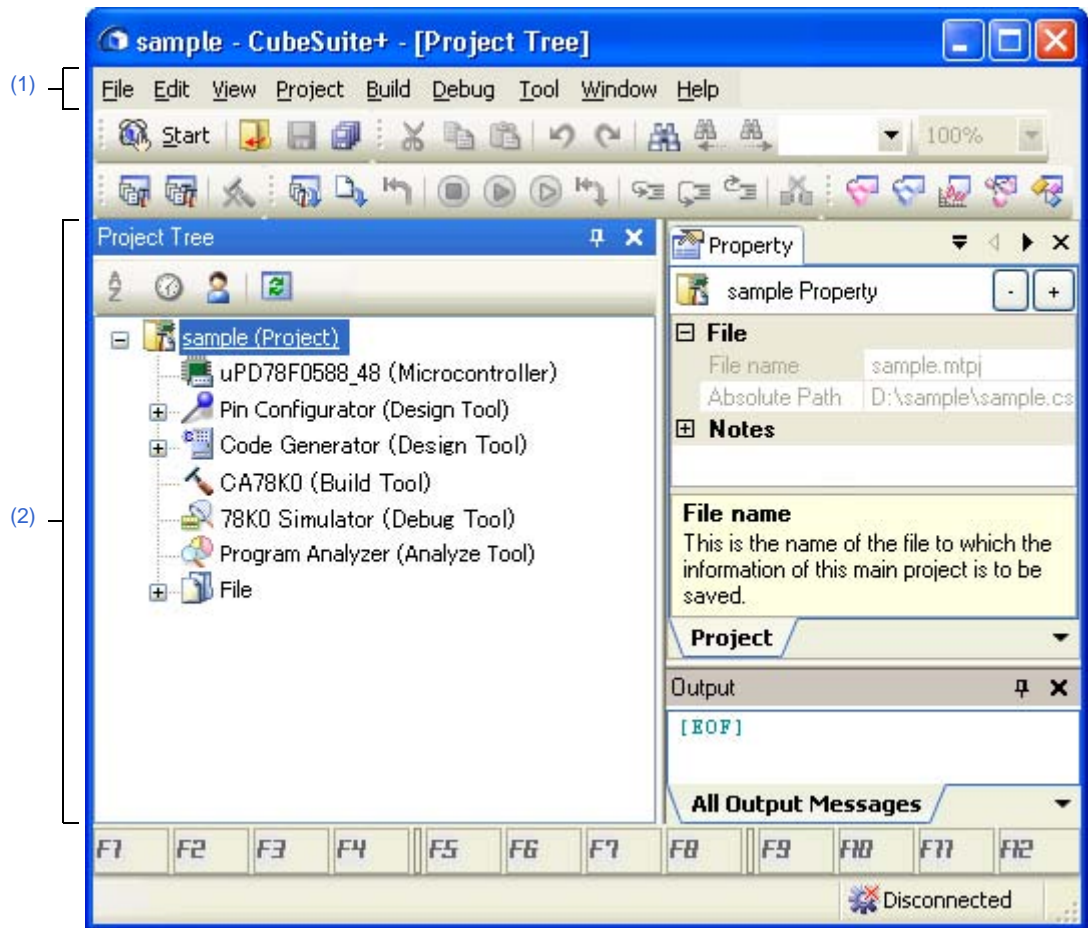 sample - CubeSuite+ - [Project Tree]
(1)
File Edit View Project Build Debug Tool Window Help
Start 100%
Project Tree
Property
sample Property - +
sample (Project)
uPD78F0588_48 (Microcontroller)
Pin Configurator (Design Tool)
Code Generator (Design Tool)
CA78K0 (Build Tool)
78K0 Simulator (Debug Tool)
Program Analyzer (Analyze Tool)
File
(2)
File
File name sample.mtpj
Absolute Path D:\sample\sample.cs
Notes
File name
This is the name of the file to which the
information of this main project is to be
saved.
Project
Output
[EOF]
All Output Messages
F1 F2 F3 F4 F5 F6 F7 F8 F9 F10 F11 F12
Disconnected